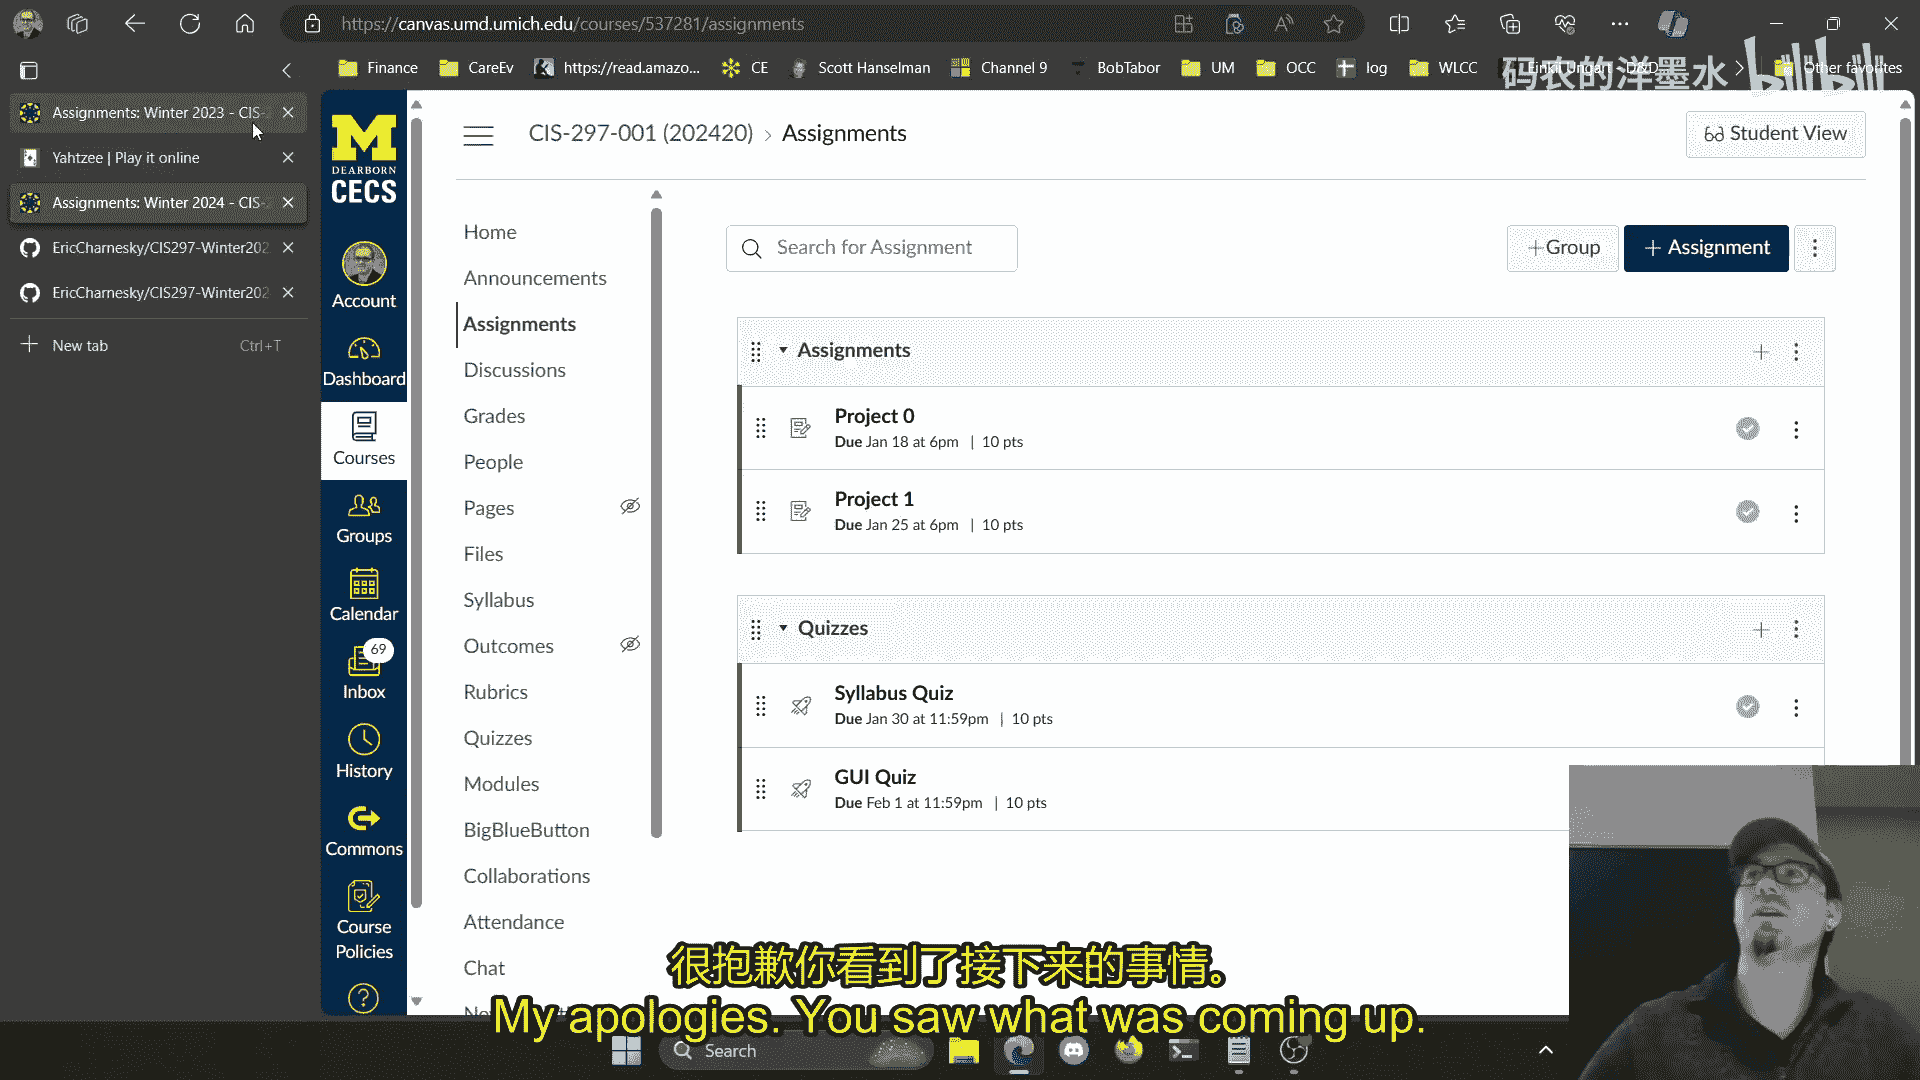 https://canvas.umd.umich.edu/courses/537281/assignments
Finance
CareEv
https://read.amazo...
CE
Scott Hanselman
Channel 9
BobTabor
UM
OCC
log
WLCC
Other favorites
码农的洋墨水
bilibili
Assignments: Winter 2023 - CIS-2
Yahtzee | Play it online
Assignments: Winter 2024 - CIS-2
EricCharnesky/CIS297-Winter202
EricCharnesky/CIS297-Winter202
New tab
Ctrl+T
M
DEARBORN
CECS
Account
Dashboard
Courses
Groups
Calendar
69
Inbox
History
Commons
Course
Policies
CIS-297-001 (202420) > Assignments
Student View
Home
Announcements
Assignments
Discussions
Grades
People
Pages
Files
Syllabus
Outcomes
Rubrics
Quizzes
Modules
BigBlueButton
Collaborations
Attendance
Chat
Search for Assignment
+Group
+ Assignment
Assignments
Project 0
Due Jan 18 at 6pm | 10 pts
Project 1
Due Jan 25 at 6pm | 10 pts
Quizzes
Syllabus Quiz
Due Jan 30 at 11:59pm | 10 pts
GUI Quiz
Due Feb 1 at 11:59pm | 10 pts
很抱歉你看到了接下来的事情。
My apologies. You saw what was coming up.
Search